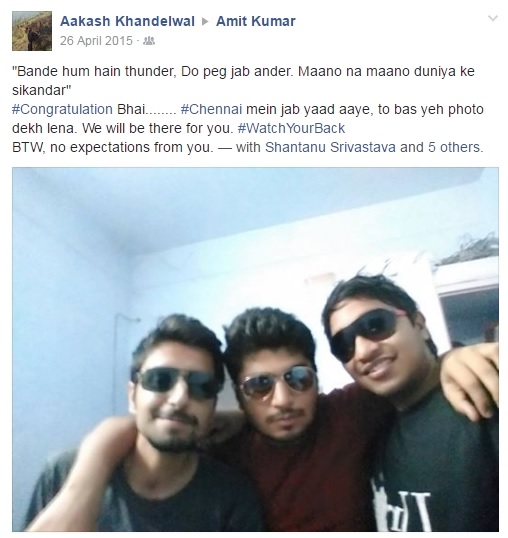 Aakash Khandelwal ▸ Amit Kumar
26 April 2015 ·
"Bande hum hain thunder, Do peg jab ander. Maano na maano duniya ke
sikandar"
#Congratulation Bhai........ #Chennai mein jab yaad aaye, to bas yeh photo
dekh lena. We will be there for you. #WatchYourBack
BTW, no expectations from you. — with Shantanu Srivastava and 5 others.